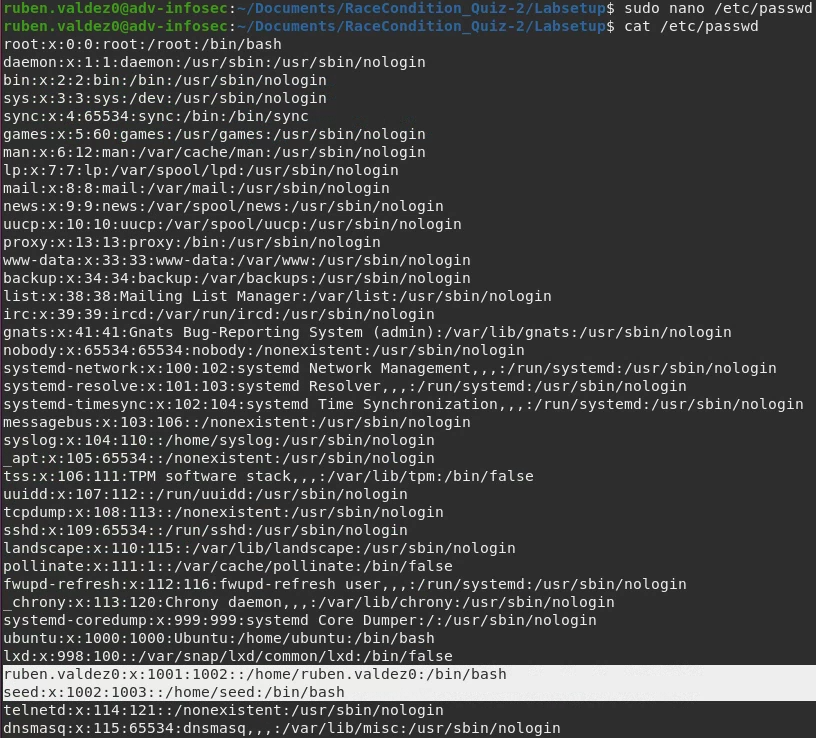 ruben.valdez0@adv-infosec:~/Documents/RaceCondition_Quiz-2/Labsetup$ sudo nano /etc/passwd
ruben.valdez0@adv-infosec:~/Documents/RaceCondition_Quiz-2/Labsetup$ cat /etc/passwd
root:x:0:0:root:/root:/bin/bash
daemon:x:1:1:daemon:/usr/sbin:/usr/sbin/nologin
bin:x:2:2:bin:/bin:/usr/sbin/nologin
sys:x:3:3:sys:/dev:/usr/sbin/nologin
sync:x:4:65534:sync:/bin:/bin/sync
games:x:5:60:games:/usr/games:/usr/sbin/nologin
man:x:6:12:man:/var/cache/man:/usr/sbin/nologin
lp:x:7:7:lp:/var/spool/lpd:/usr/sbin/nologin
mail:x:8:8:mail:/var/mail:/usr/sbin/nologin
news:x:9:9:news:/var/spool/news:/usr/sbin/nologin
uucp:x:10:10:uucp:/var/spool/uucp:/usr/sbin/nologin
proxy:x:13:13:proxy:/bin:/usr/sbin/nologin
www-data:x:33:33:www-data:/var/www:/usr/sbin/nologin
backup:x:34:34:backup:/var/backups:/usr/sbin/nologin
list:x:38:38:Mailing List Manager:/var/list:/usr/sbin/nologin
irc:x:39:39:ircd:/var/run/ircd:/usr/sbin/nologin
gnats:x:41:41:Gnats Bug-Reporting System (admin):/var/lib/gnats:/usr/sbin/nologin
nobody:x:65534:65534:nobody:/nonexistent:/usr/sbin/nologin
systemd-network:x:100:102:systemd Network Management,,,:/run/systemd:/usr/sbin/nologin
systemd-resolve:x:101:103:systemd Resolver,,,:/run/systemd:/usr/sbin/nologin
systemd-timesync:x:102:104:systemd Time Synchronization,,,:/run/systemd:/usr/sbin/nologin
messagebus:x:103:106::/nonexistent:/usr/sbin/nologin
syslog:x:104:110::/home/syslog:/usr/sbin/nologin
_apt:x:105:65534::/nonexistent:/usr/sbin/nologin
tss:x:106:111:TPM software stack,,,:/var/lib/tpm:/bin/false
uuidd:x:107:112::/run/uuidd:/usr/sbin/nologin
tcpdump:x:108:113::/nonexistent:/usr/sbin/nologin
sshd:x:109:65534::/run/sshd:/usr/sbin/nologin
landscape:x:110:115::/var/lib/landscape:/usr/sbin/nologin
pollinate:x:111:1::/var/cache/pollinate:/bin/false
fwupd-refresh:x:112:116:fwupd-refresh user,,,:/run/systemd:/usr/sbin/nologin
_chrony:x:113:120:Chrony daemon,,,:/var/lib/chrony:/usr/sbin/nologin
systemd-coredump:x:999:999:systemd Core Dumper:/:/usr/sbin/nologin
ubuntu:x:1000:1000:Ubuntu:/home/ubuntu:/bin/bash
lxd:x:998:100::/var/snap/lxd/common/lxd:/bin/false
ruben.valdez0:x:1001:1002::/home/ruben.valdez0:/bin/bash
seed:x:1002:1003::/home/seed:/bin/bash
telnetd:x:114:121::/nonexistent:/usr/sbin/nologin
dnsmasq:x:115:65534:dnsmasq,,,:/var/lib/misc:/usr/sbin/nologin